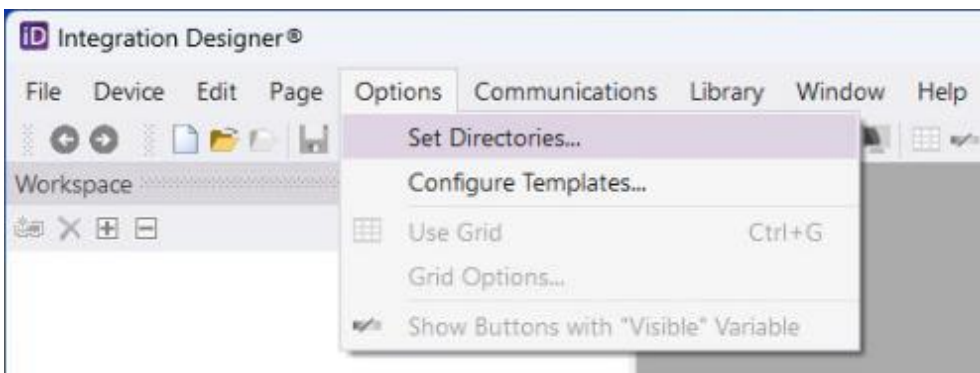 iD Integration Designer®
File Device Edit Page Options Communications Library Window Help
Set Directories...
Workspace
Configure Templates...
Use Grid Ctrl+G
Grid Options...
Show Buttons with "Visible" Variable